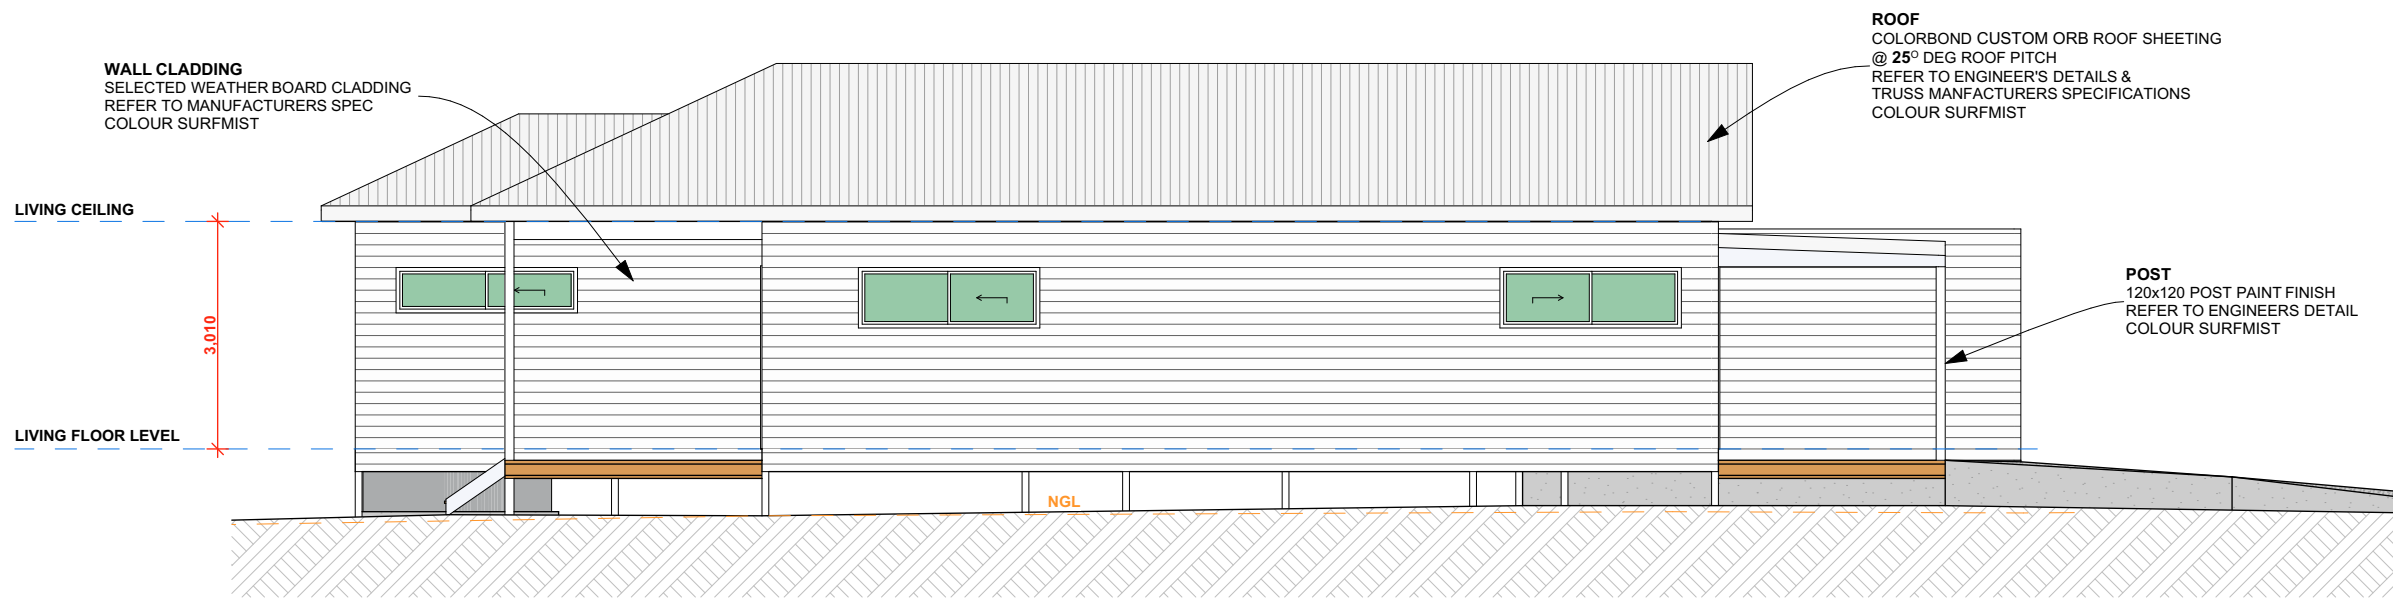 ROOF
COLORBOND CUSTOM ORB ROOF SHEETING
@ 25° DEG ROOF PITCH
REFER TO ENGINEER'S DETAILS &
TRUSS MANFACTURERS SPECIFICATIONS
COLOUR SURFMIST
WALL CLADDING
SELECTED WEATHER BOARD CLADDING
REFER TO MANUFACTURERS SPEC
COLOUR SURFMIST
LIVING CEILING
3,010
POST
120x120 POST PAINT FINISH
REFER TO ENGINEERS DETAIL
COLOUR SURFMIST
LIVING FLOOR LEVEL
NGL